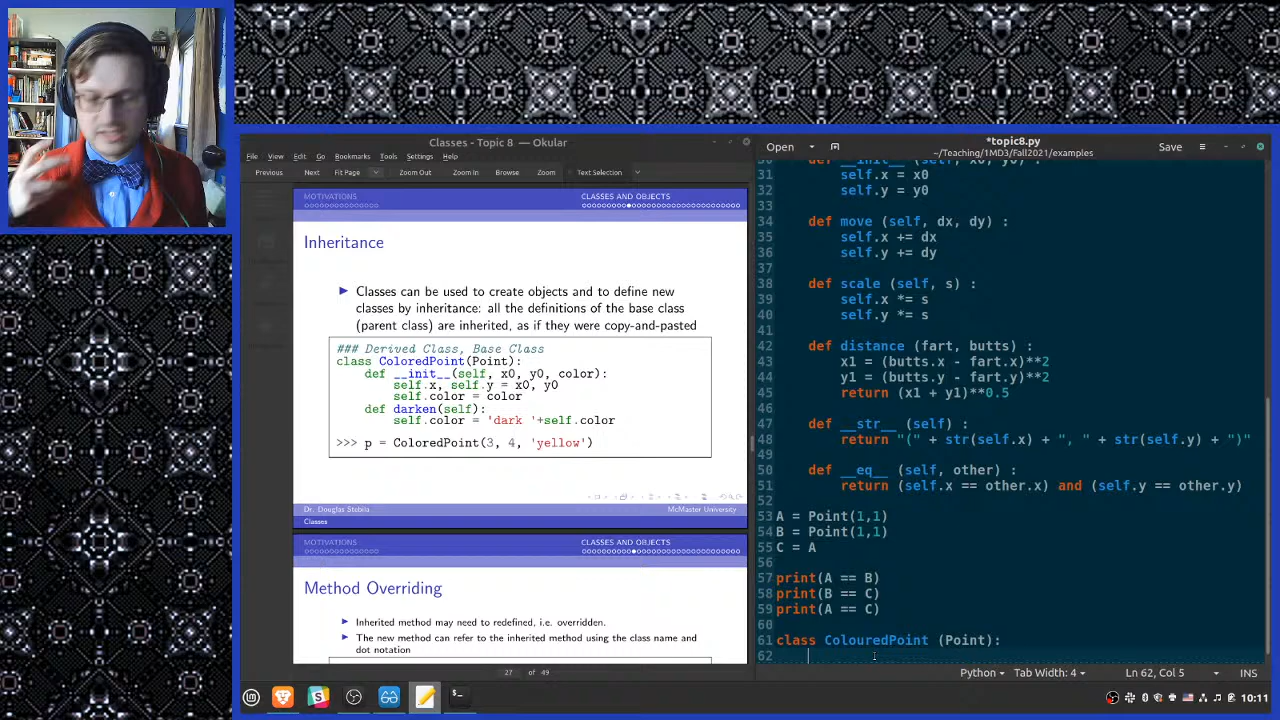 Classes - Topic 8 — Okular
File View Edit Go Bookmarks Tools Settings Help
Previous Next Fit Page Zoom Out Zoom In Browse Zoom Text Selection
MOTIVATIONS CLASSES AND OBJECTS
Inheritance
Classes can be used to create objects and to define new
classes by inheritance: all the definitions of the base class
(parent class) are inherited, as if they were copy-and-pasted
### Derived Class, Base Class
class ColoredPoint(Point):
def __init__(self, x0, y0, color):
self.x, self.y = x0, y0
self.color = color
def darken(self):
self.color = 'dark '+self.color
>>> p = ColoredPoint(3, 4, 'yellow')
Dr. Douglas Stebila McMaster University
Classes
MOTIVATIONS CLASSES AND OBJECTS
Method Overriding
Inherited method may need to redefined, i.e. overridden.
The new method can refer to the inherited method using the class name and
dot notation
27 of 49
Open *topic8.py Save
~/Teaching/1MD3/Fall2021/examples
30 def __init__ (self, x0, y0) :
31 self.x = x0
32 self.y = y0
33
34 def move (self, dx, dy) :
35 self.x += dx
36 self.y += dy
37
38 def scale (self, s) :
39 self.x *= s
40 self.y *= s
41
42 def distance (fart, butts) :
43 x1 = (butts.x - fart.x)**2
44 y1 = (butts.y - fart.y)**2
45 return (x1 + y1)**0.5
46
47 def __str__ (self) :
48 return "(" + str(self.x) + ", " + str(self.y) + ")"
49
50 def __eq__ (self, other) :
51 return (self.x == other.x) and (self.y == other.y)
52
53 A = Point(1,1)
54 B = Point(1,1)
55 C = A
56
57 print(A == B)
58 print(B == C)
59 print(A == C)
60
61 class ColouredPoint (Point):
62
Python Tab Width: 4 Ln 62, Col 5 INS
10:11